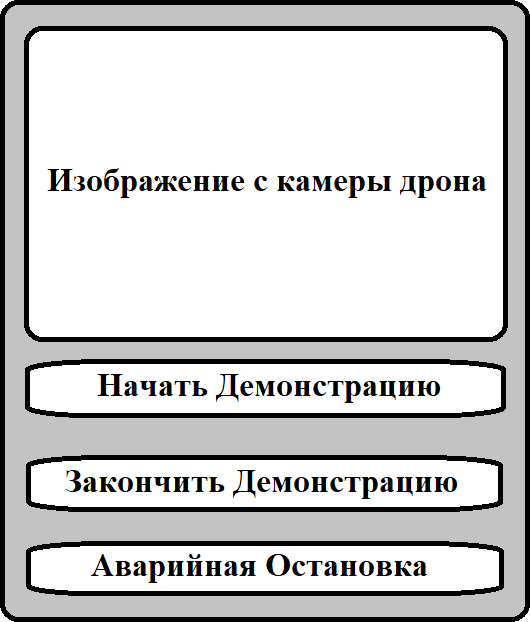 Изображение с камеры дрона
Начать Демонстрацию
Закончить Демонстрацию
Аварийная Остановка